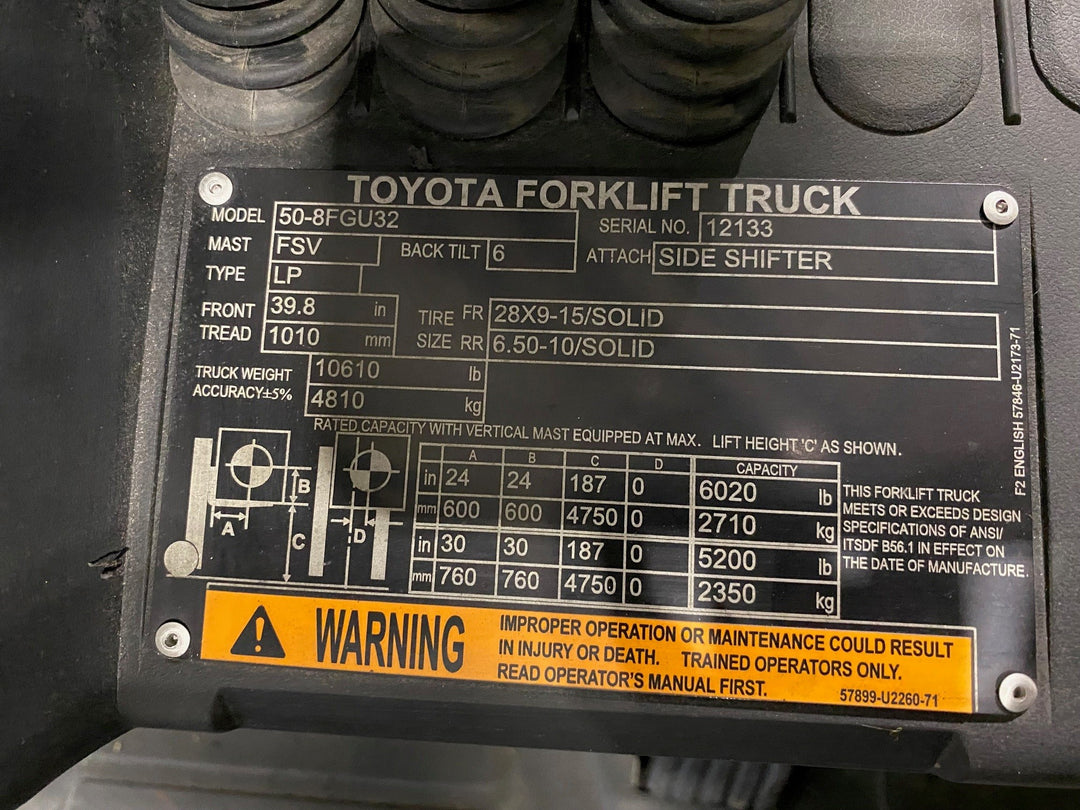 TOYOTA FORKLIFT TRUCK
MODEL 50-8FGU32 SERIAL NO. 12133
MAST FSV BACK TILT 6 ATTACH SIDE SHIFTER
TYPE LP
FRONT TREAD 39.8 in
1010 mm
TIRE SIZE FR 28X9-15/SOLID
RR 6.50-10/SOLID
TRUCK WEIGHT 10610 lb
ACCURACY±5% 4810 kg
RATED CAPACITY WITH VERTICAL MAST EQUIPPED AT MAX. LIFT HEIGHT 'C' AS SHOWN.
A B C D CAPACITY
in 24 24 187 0 6020 lb
mm 600 600 4750 0 2710 kg
in 30 30 187 0 5200 lb
mm 760 760 4750 0 2350 kg
B
A
C
D
THIS FORKLIFT TRUCK
MEETS OR EXCEEDS DESIGN
SPECIFICATIONS OF ANSI/
ITSDF B56.1 IN EFFECT ON
THE DATE OF MANUFACTURE.
F2 ENGLISH 57846-U2173-71
WARNING
IMPROPER OPERATION OR MAINTENANCE COULD RESULT
IN INJURY OR DEATH. TRAINED OPERATORS ONLY.
READ OPERATOR'S MANUAL FIRST.
57899-U2260-71